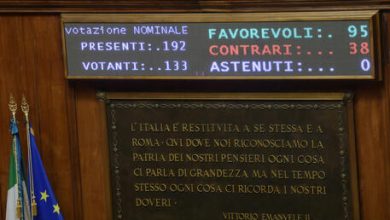 votazione NOMINALE
FAVOREVOLI:. 95
PRESENTI:.192
CONTRARI:... 38
VOTANTI:.133
ASTENUTI:... 0
L'ITALIA È RESTITVITA A SE STESSA E A
ROMA · QVI DOVE NOI RICONOSCIAMO LA
PATRIA DEI NOSTRI PENSIERI OGNI COSA
CI PARLA DI GRANDEZZA MA NEL TEMPO
STESSO OGNI COSA CI RICORDA I NOSTRI
DOVERI ·
VITTORIO EMANUELE II